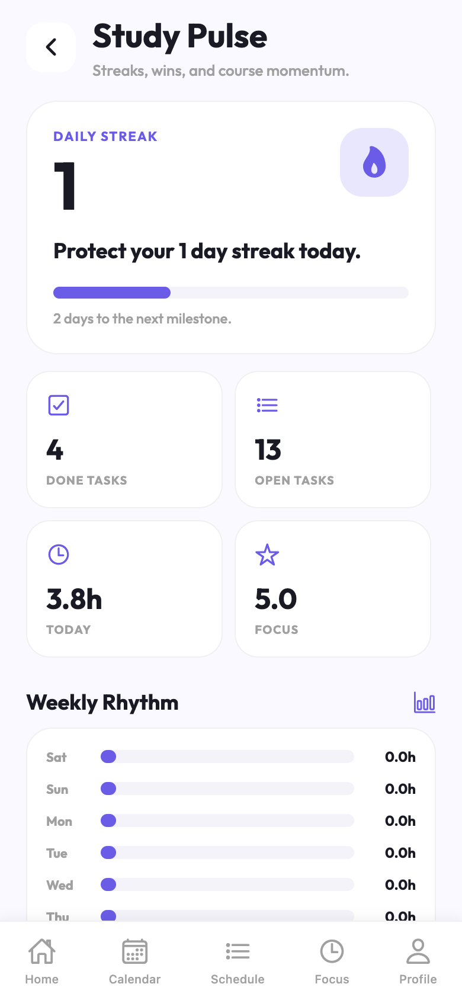 Study Pulse
Streaks, wins, and course momentum.
DAILY STREAK
1
Protect your 1 day streak today.
2 days to the next milestone.
4
DONE TASKS
13
OPEN TASKS
3.8h
TODAY
5.0
FOCUS
Weekly Rhythm
Sat 0.0h
Sun 0.0h
Mon 0.0h
Tue 0.0h
Wed 0.0h
Thu 0.0h
Home Calendar Schedule Focus Profile